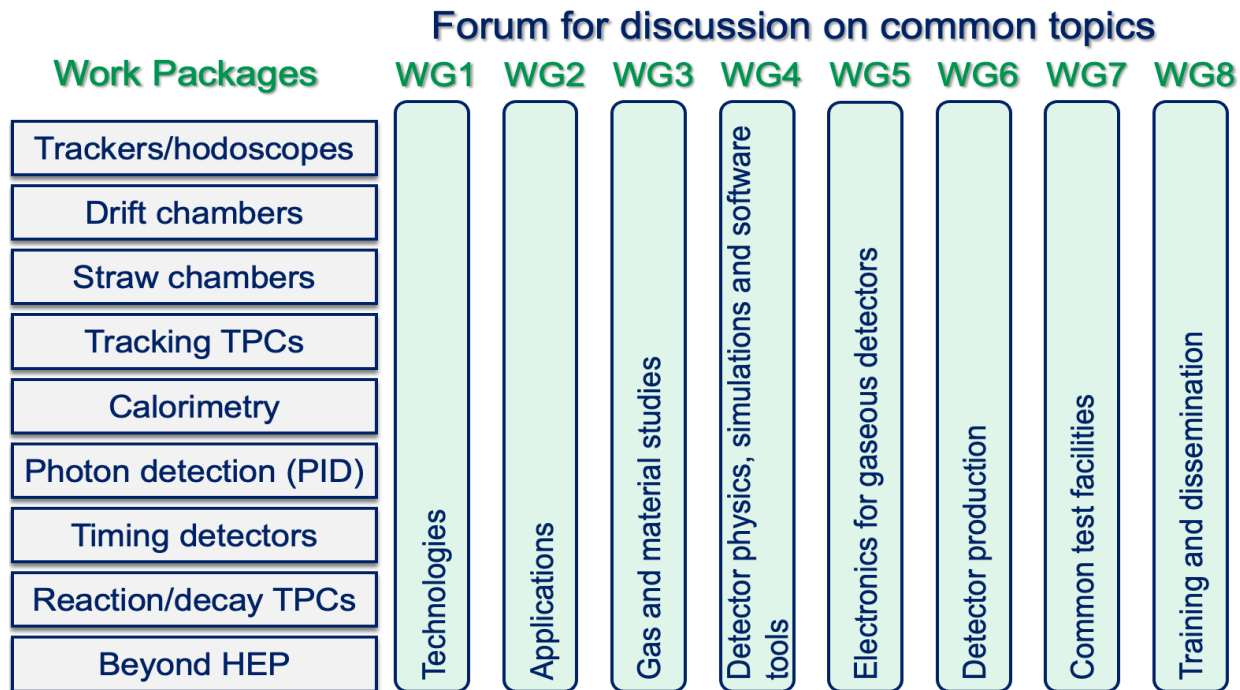 Forum for discussion on common topics
Work Packages
WG1
WG2
WG3
WG4
WG5
WG6
WG7
WG8
Trackers/hodoscopes
Drift chambers
Straw chambers
Tracking TPCs
Calorimetry
Photon detection (PID)
Timing detectors
Reaction/decay TPCs
Beyond HEP
Technologies
Applications
Gas and material studies
Detector physics, simulations and software
tools
Electronics for gaseous detectors
Detector production
Common test facilities
Training and dissemination